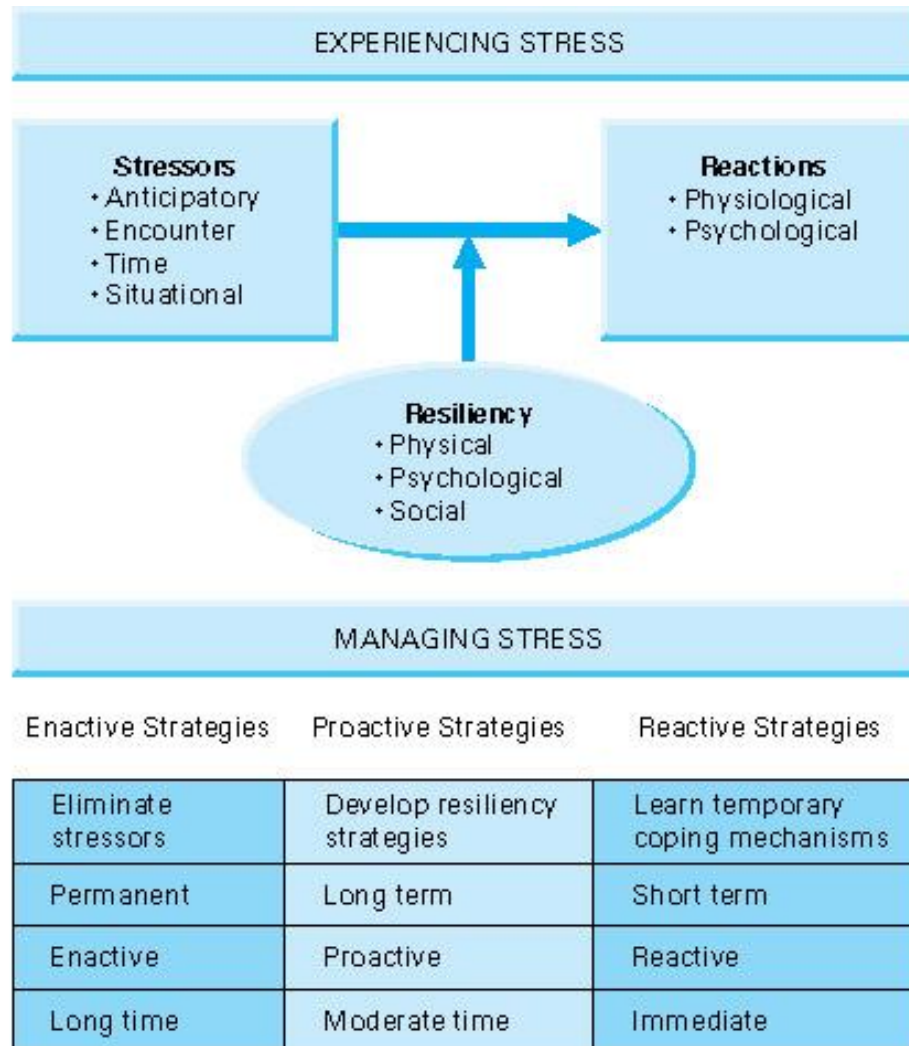 EXPERIENCING STRESS
Stressors
• Anticipatory
• Encounter
• Time
• Situational
Reactions
• Physiological
• Psychological
Resiliency
• Physical
• Psychological
• Social
MANAGING STRESS
Enactive Strategies
Proactive Strategies
Reactive Strategies
Eliminate
stressors
Develop resiliency
strategies
Learn temporary
coping mechanisms
Permanent
Long term
Short term
Enactive
Proactive
Reactive
Long time
Moderate time
Immediate